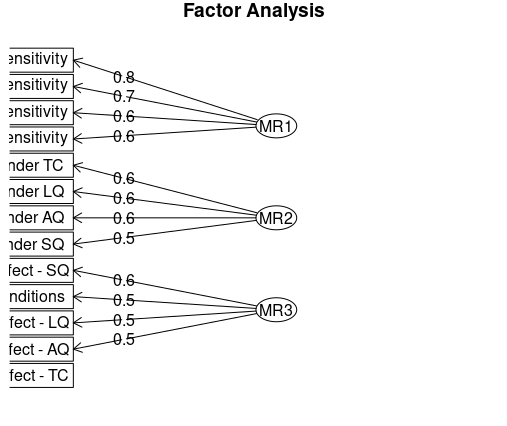 Factor Analysis
ensitivity
ensitivity
ensitivity
ensitivity
nder TC
nder LQ
nder AQ
nder SQ
fect - SQ
nditions
fect - LQ
fect - AQ
fect - TC
0.8
0.7
0.6
0.6
0.6
0.6
0.6
0.5
0.6
0.5
0.5
0.5
MR1
MR2
MR3